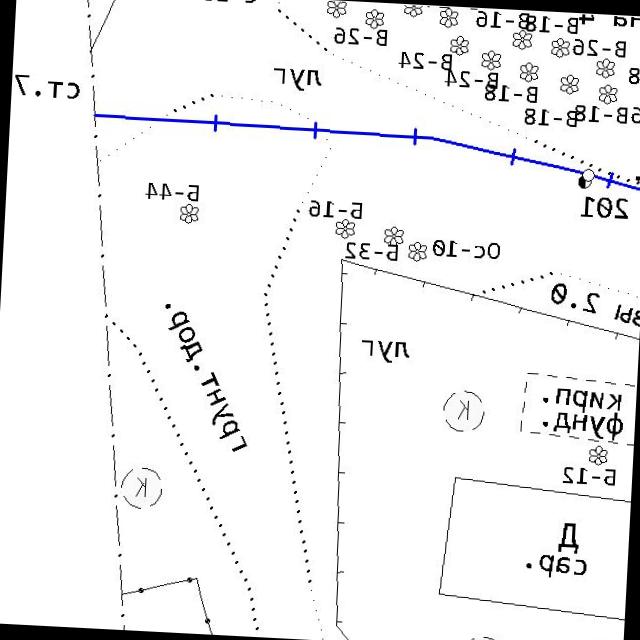 В-16
В-18
В-26
В-26
В-24
В-24
В-18
В-18
луг
ст.7
Б-44
Б-16
201
Б-32
Ос-10
2.0
луг
грунт.дор.
К
кирп.
фунд.
Б-12
К
Д
сар.